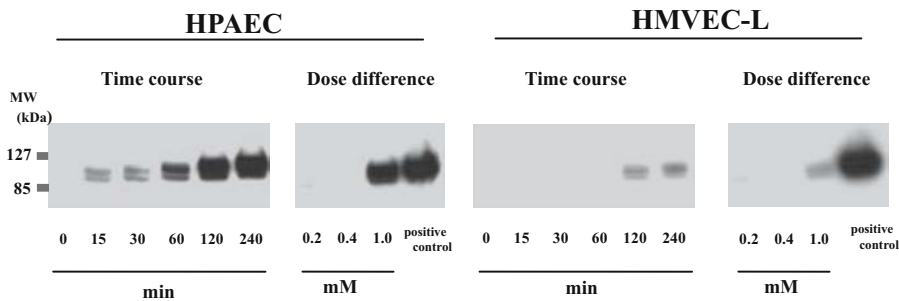 HPAEC HMVEC-L
Time course Dose difference Time course Dose difference
MW
(kDa)
127
85
0 15 30 60 120 240 0.2 0.4 1.0 positive control 0 15 30 60 120 240 0.2 0.4 1.0 positive control
min mM min mM